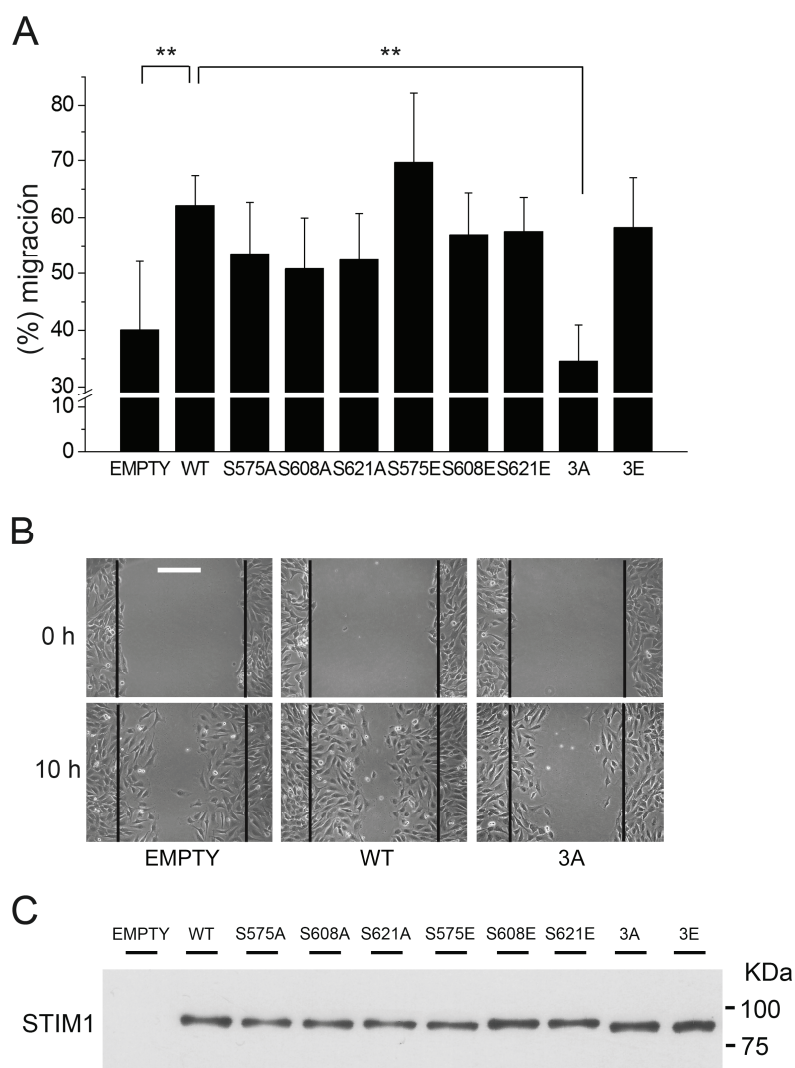 A
** **
80
70
60
50
40
30
10
0
(%) migración
EMPTY WT S575A S608A S621A S575E S608E S621E 3A 3E
B
0 h
10 h
EMPTY WT 3A
C
EMPTY WT S575A S608A S621A S575E S608E S621E 3A 3E
KDa
STIM1
100
75